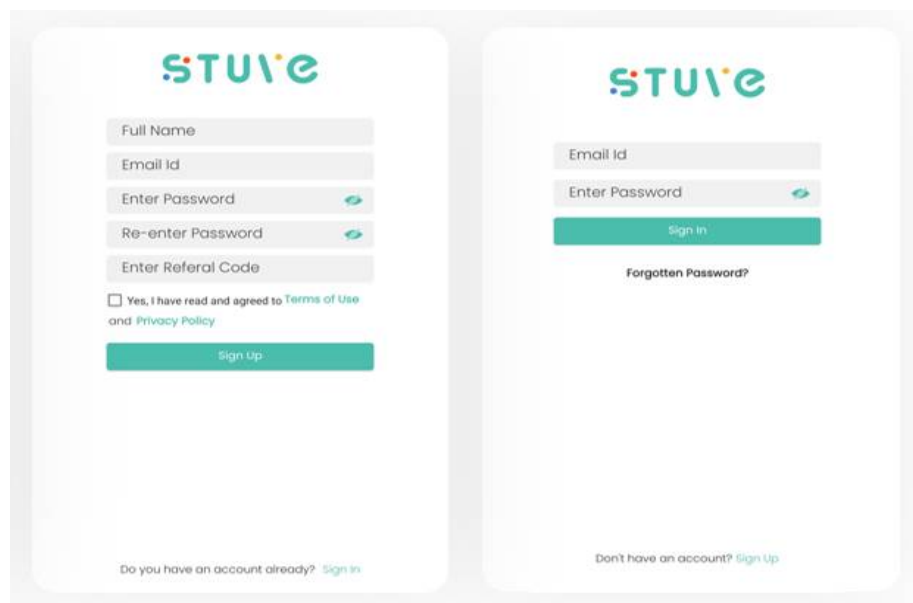 STUVE
Full Name
Email Id
Enter Password
Re-enter Password
Enter Referal Code
Yes, I have read and agreed to Terms of Use
and Privacy Policy
Sign Up
Do you have an account already? Sign In
STUVE
Email Id
Enter Password
Sign In
Forgotten Password?
Don't have an account? Sign Up